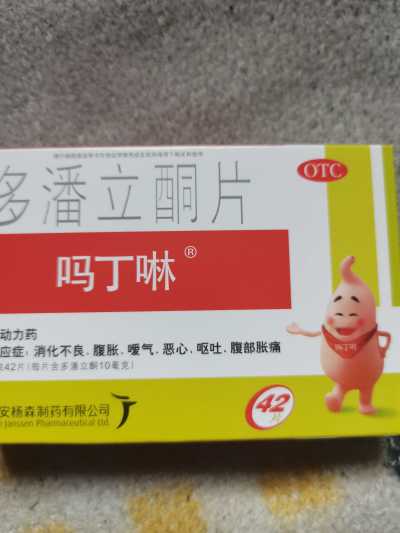 OTC
多潘立酮片
吗丁啉®
动力药
应症：消化不良、腹胀、嗳气、恶心、呕吐、腹部胀痛
42片(每片含多潘立酮10毫克)
吗丁啉
安杨森制药有限公司
Janssen Pharmaceutical Ltd.
42片